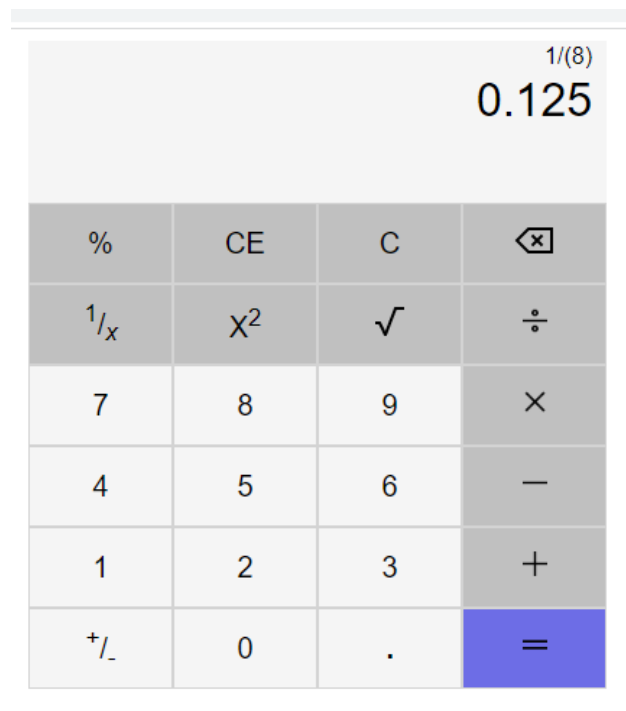 1/(8)
0.125
% CE C ⌫
1/x X² √ ÷
7 8 9 ×
4 5 6 −
1 2 3 +
+/- 0 . =